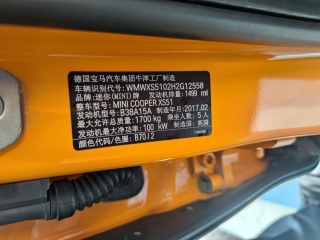 德国宝马汽车集团牛津工厂制造
车辆识别代号: WMWXS5102H2G12558
品牌: 迷你(MINI)牌 发动机排量: 1499 ml
整车型号: MINI COOPER XS51
发动机型号: B38A15A 制造日期: 2017.02
最大允许总质量: 1700 kg 乘坐人数: 5 人
发动机最大净功率: 100 kW 制造国: 英国
颜色代码: B70/2